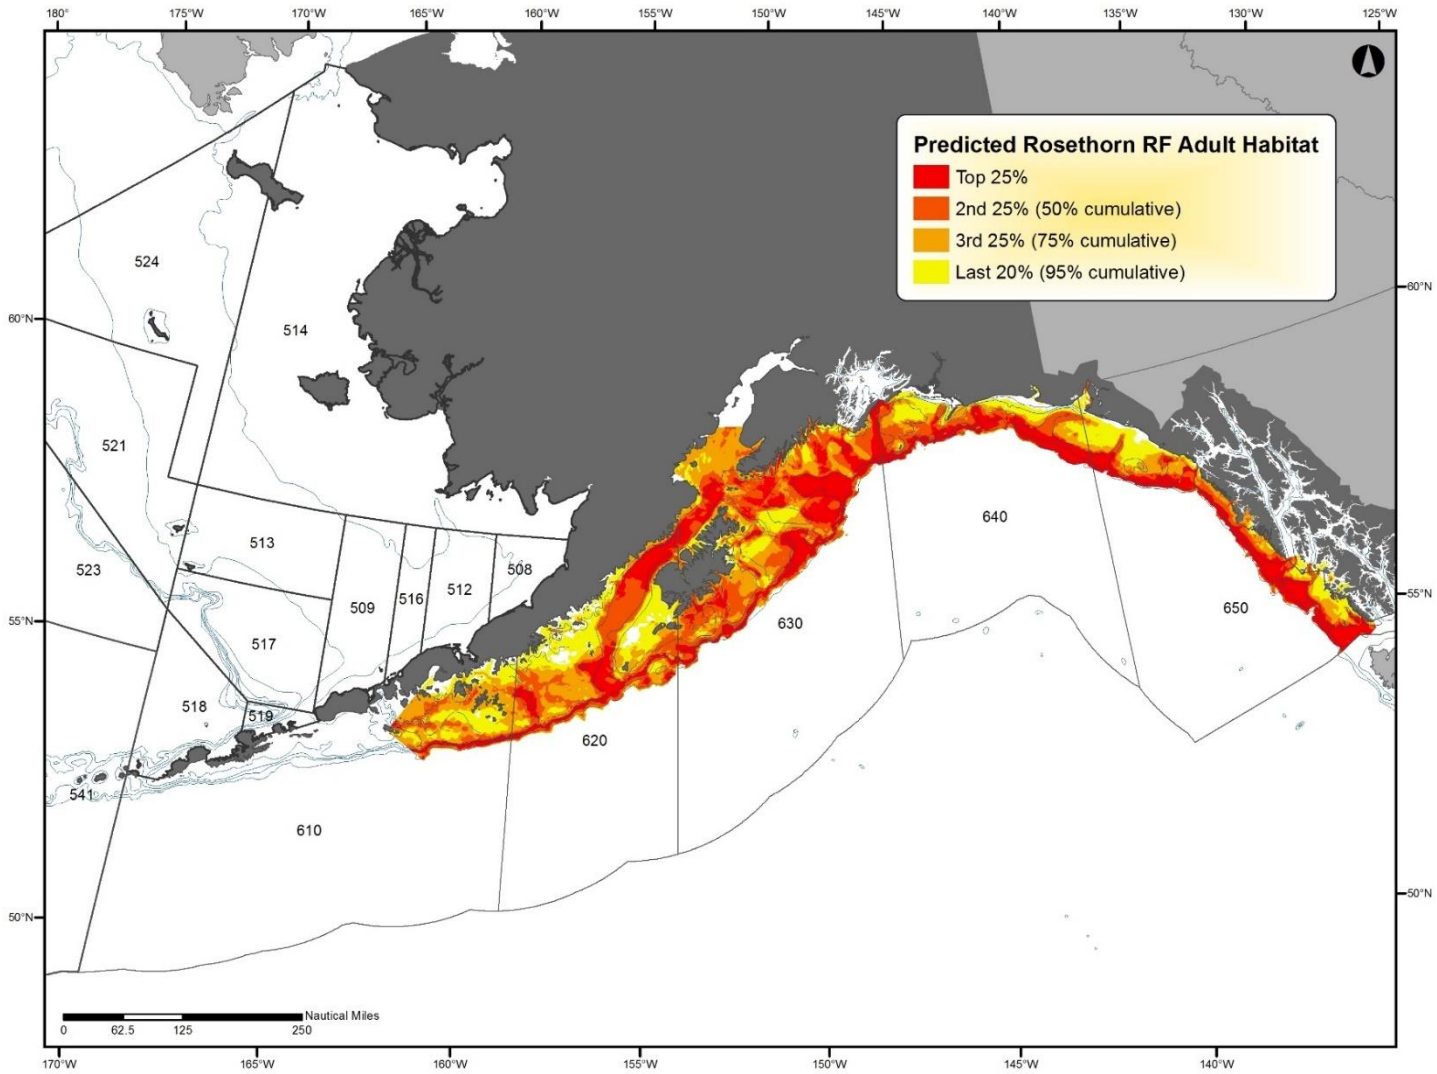 180° 175°W 170°W 165°W 160°W 155°W 150°W 145°W 140°W 135°W 130°W 125°W
Predicted Rosethorn RF Adult Habitat
Top 25%
2nd 25% (50% cumulative)
3rd 25% (75% cumulative)
Last 20% (95% cumulative)
524
60°N
514
60°N
521
513
640
523
508
509
516
512
55°N
650
55°N
630
517
518
519
620
541
610
50°N
50°N
Nautical Miles
0 62.5 125 250
170°W 165°W 160°W 155°W 150°W 145°W 140°W